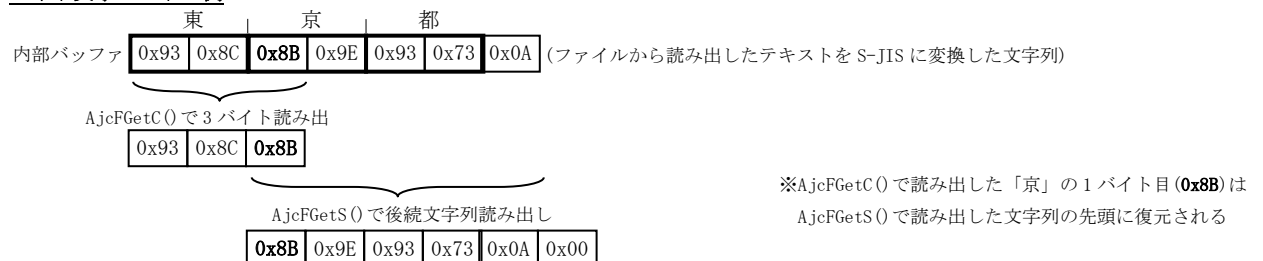 東 京 都
内部バッファ 0x93 0x8C 0x8B 0x9E 0x93 0x73 0x0A (ファイルから読み出したテキストを S-JIS に変換した文字列)
AjcFGetC()で 3 バイト読み出
0x93 0x8C 0x8B
※AjcFGetC()で読み出した「京」の 1 バイト目(0x8B)は
AjcFGetS()で後続文字列読み出し
AjcFGetS()で読み出した文字列の先頭に復元される
0x8B 0x9E 0x93 0x73 0x0A 0x00